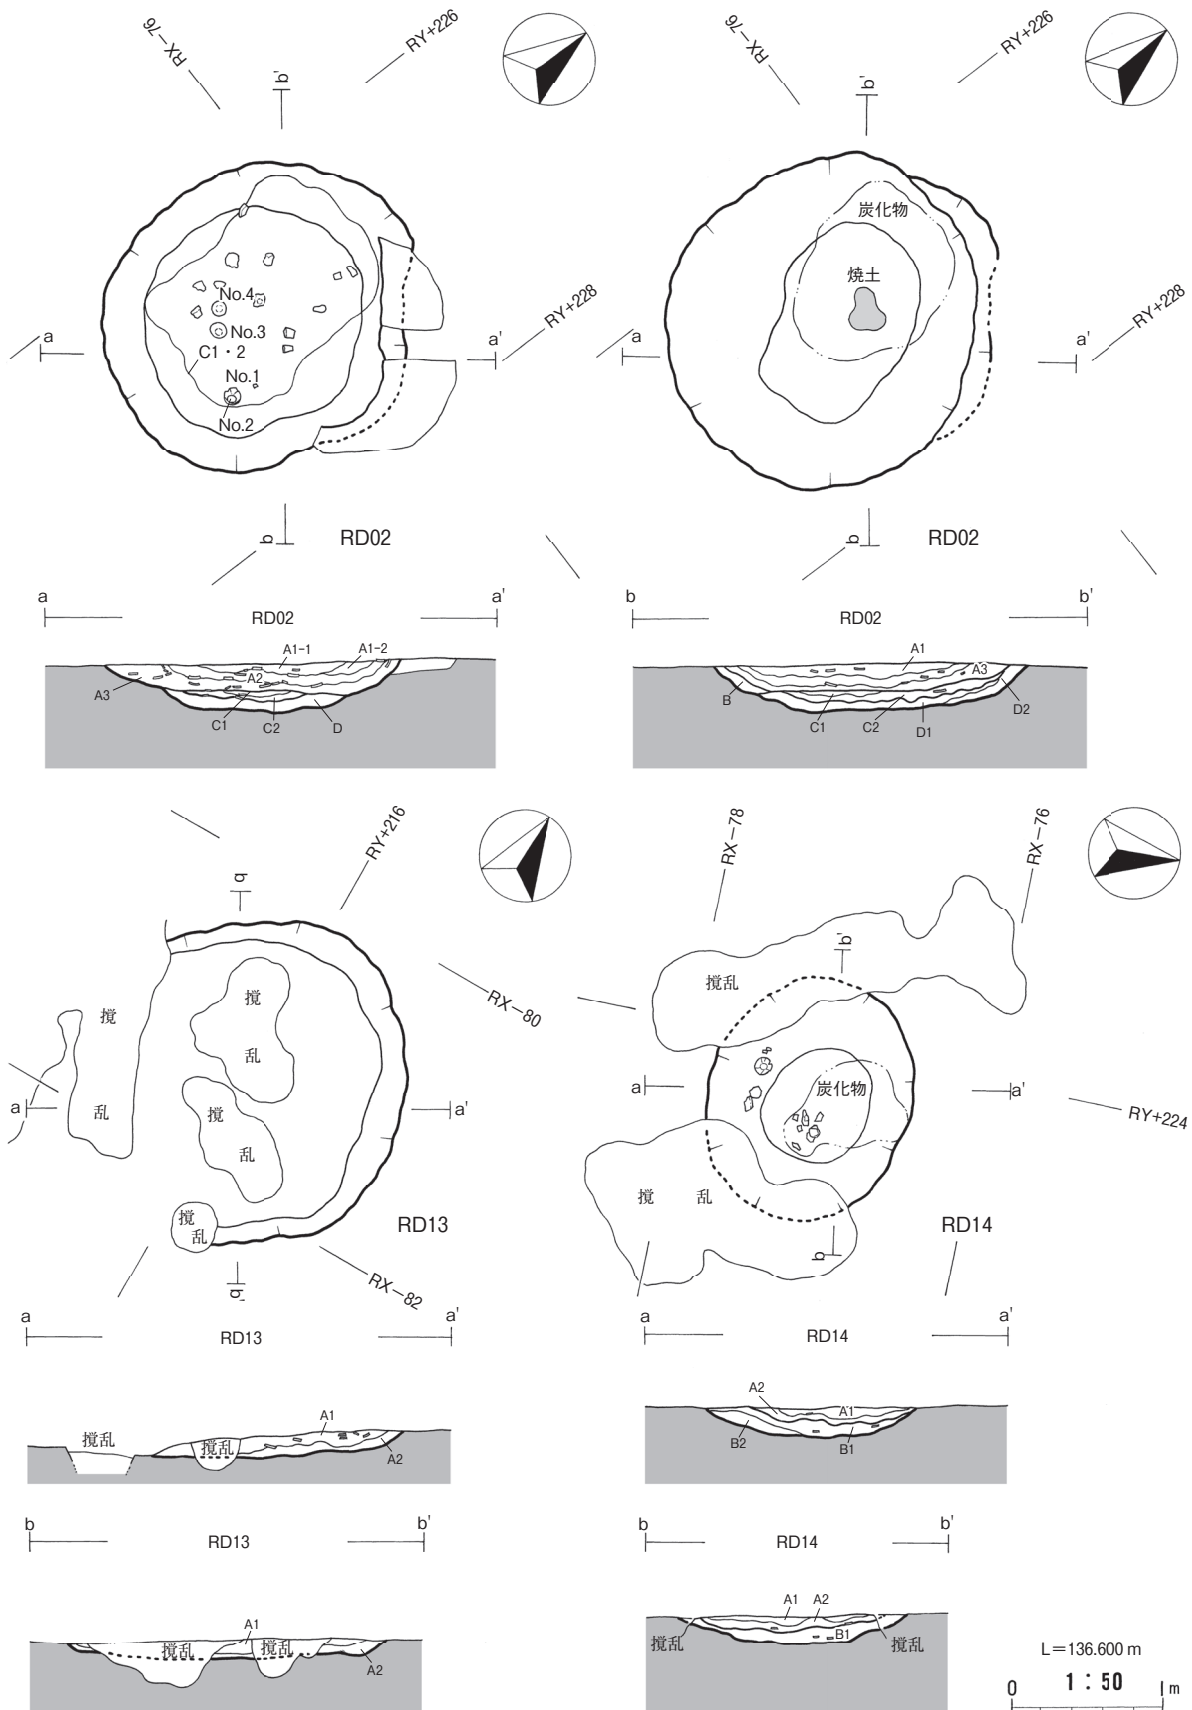 RX−76
RY+226
b'
RY+228
a
a'
No.4
No.3
C1・2
No.1
No.2
b
RD02
RX−76
RY+226
b'
炭化物
焼土
RY+228
a
a'
b
RD02
a
RD02
a'
A1-1
A1-2
A2
A3
C1
C2
D
b
RD02
b'
A1
A3
B
C1
C2
D1
D2
RY+216
b
撹
乱
撹
乱
撹
乱
撹
乱
RX−80
a
a'
RD13
b'
RX−82
RX−78
RX−76
b'
撹乱
炭化物
a
a'
RY+224
撹 乱
RD14
b
a
RD13
a'
撹乱
撹乱
A1
A2
a
RD14
a'
A2
A1
B2
B1
b
RD13
b'
A1
撹乱
撹乱
A2
b
RD14
b'
A1
A2
撹乱
B1
撹乱
L=136.600 m
1：50
0
1 m